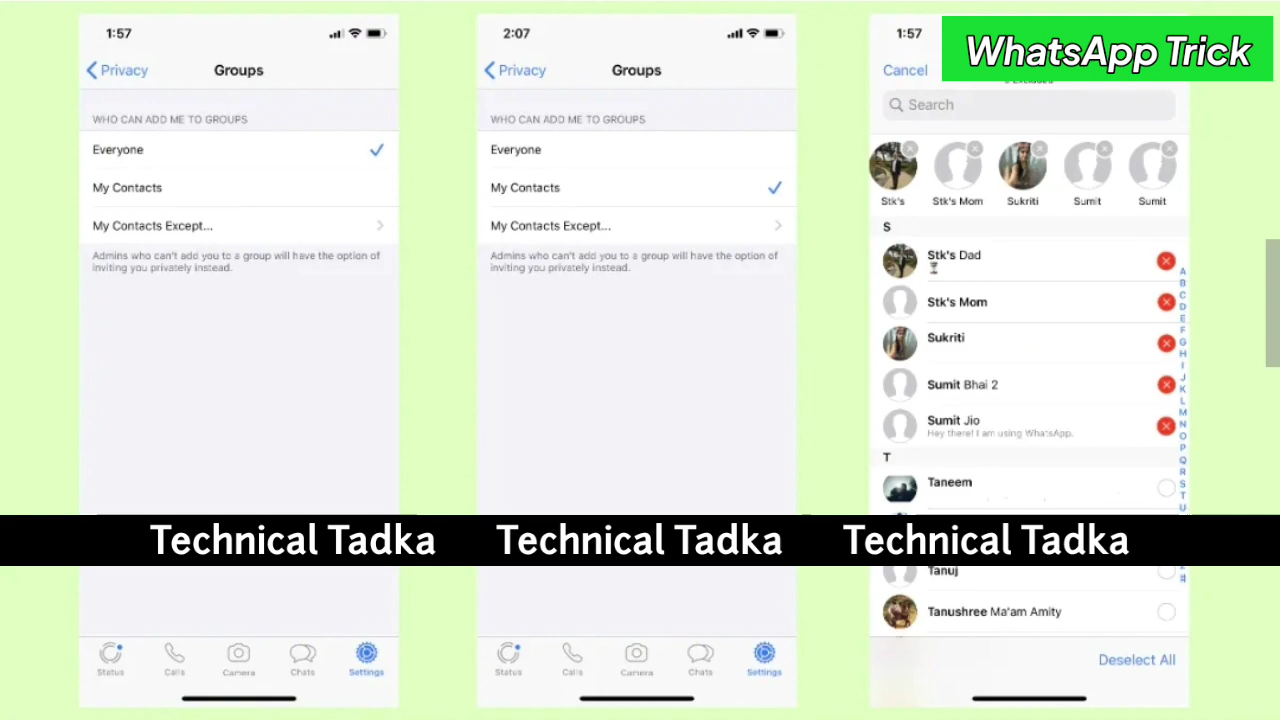 1:57
Privacy
Groups
WHO CAN ADD ME TO GROUPS
Everyone
My Contacts
My Contacts Except...
Admins who can't add you to a group will have the option of
inviting you privately instead.
Status
Calls
Camera
Chats
Settings
2:07
Privacy
Groups
WHO CAN ADD ME TO GROUPS
Everyone
My Contacts
My Contacts Except...
Admins who can't add you to a group will have the option of
inviting you privately instead.
Status
Calls
Camera
Chats
Settings
1:57
WhatsApp Trick
Cancel
Search
Stk's
Stk's Mom
Sukriti
Sumit
Sumit
S
Stk's Dad
Stk's Mom
Sukriti
Sumit Bhai 2
Sumit Jio
Hey there! I am using WhatsApp.
T
Taneem
Tanuj
Tanushree Ma'am Amity
A
B
C
D
E
F
G
H
I
J
K
L
M
N
O
P
Q
R
S
T
U
#
Deselect All
Technical Tadka
Technical Tadka
Technical Tadka